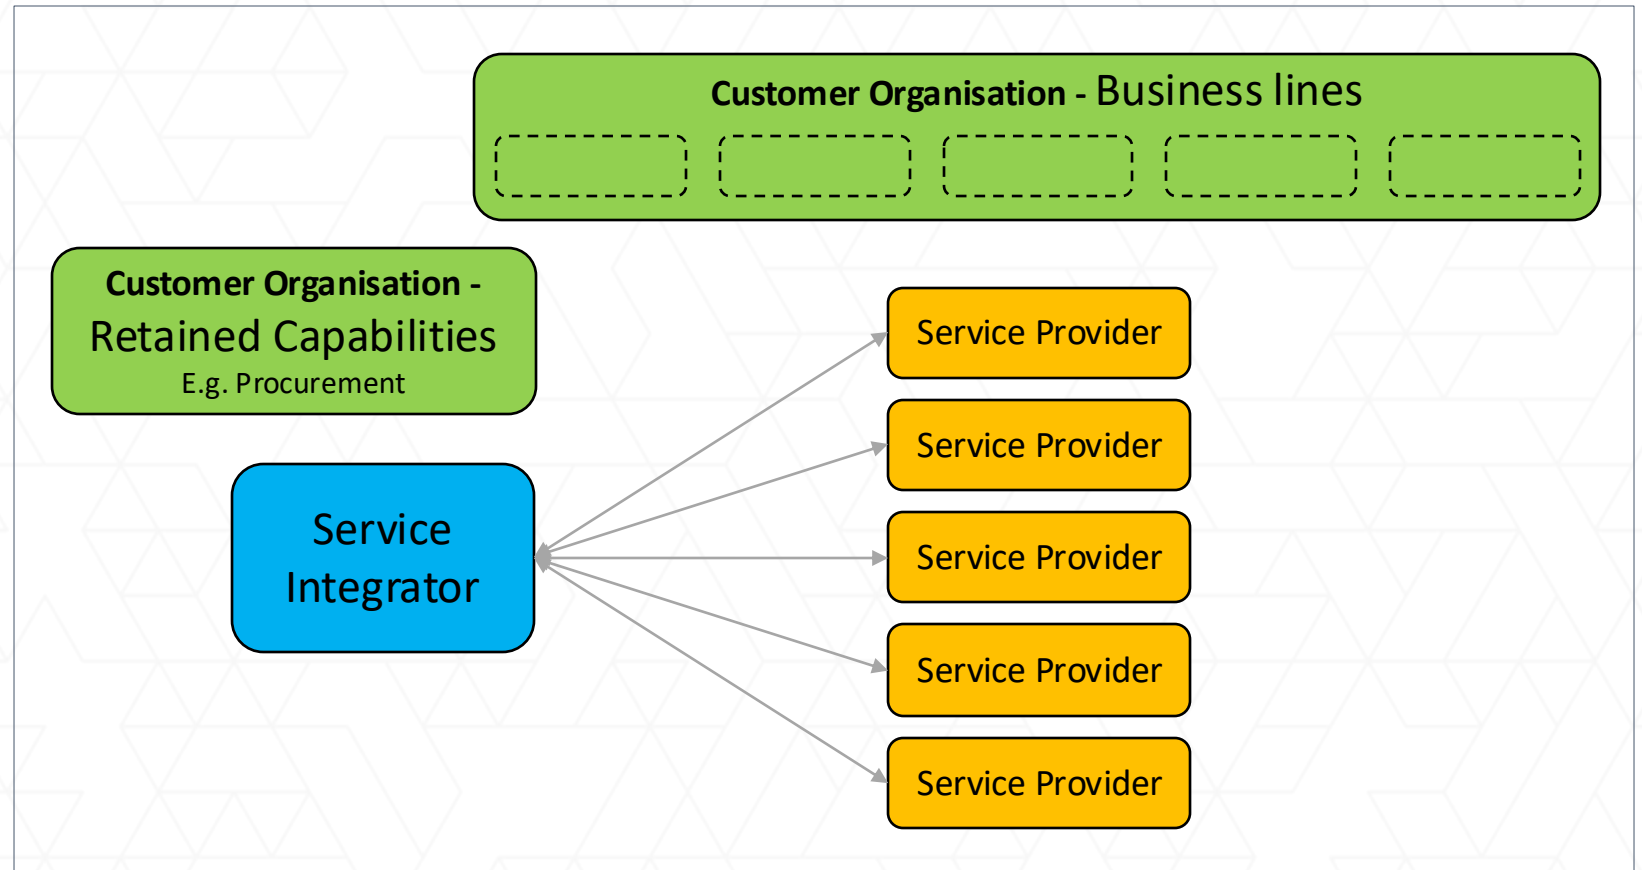 Customer Organisation - Business lines
Customer Organisation -
Retained Capabilities
E.g. Procurement
Service
Integrator
Service Provider
Service Provider
Service Provider
Service Provider
Service Provider